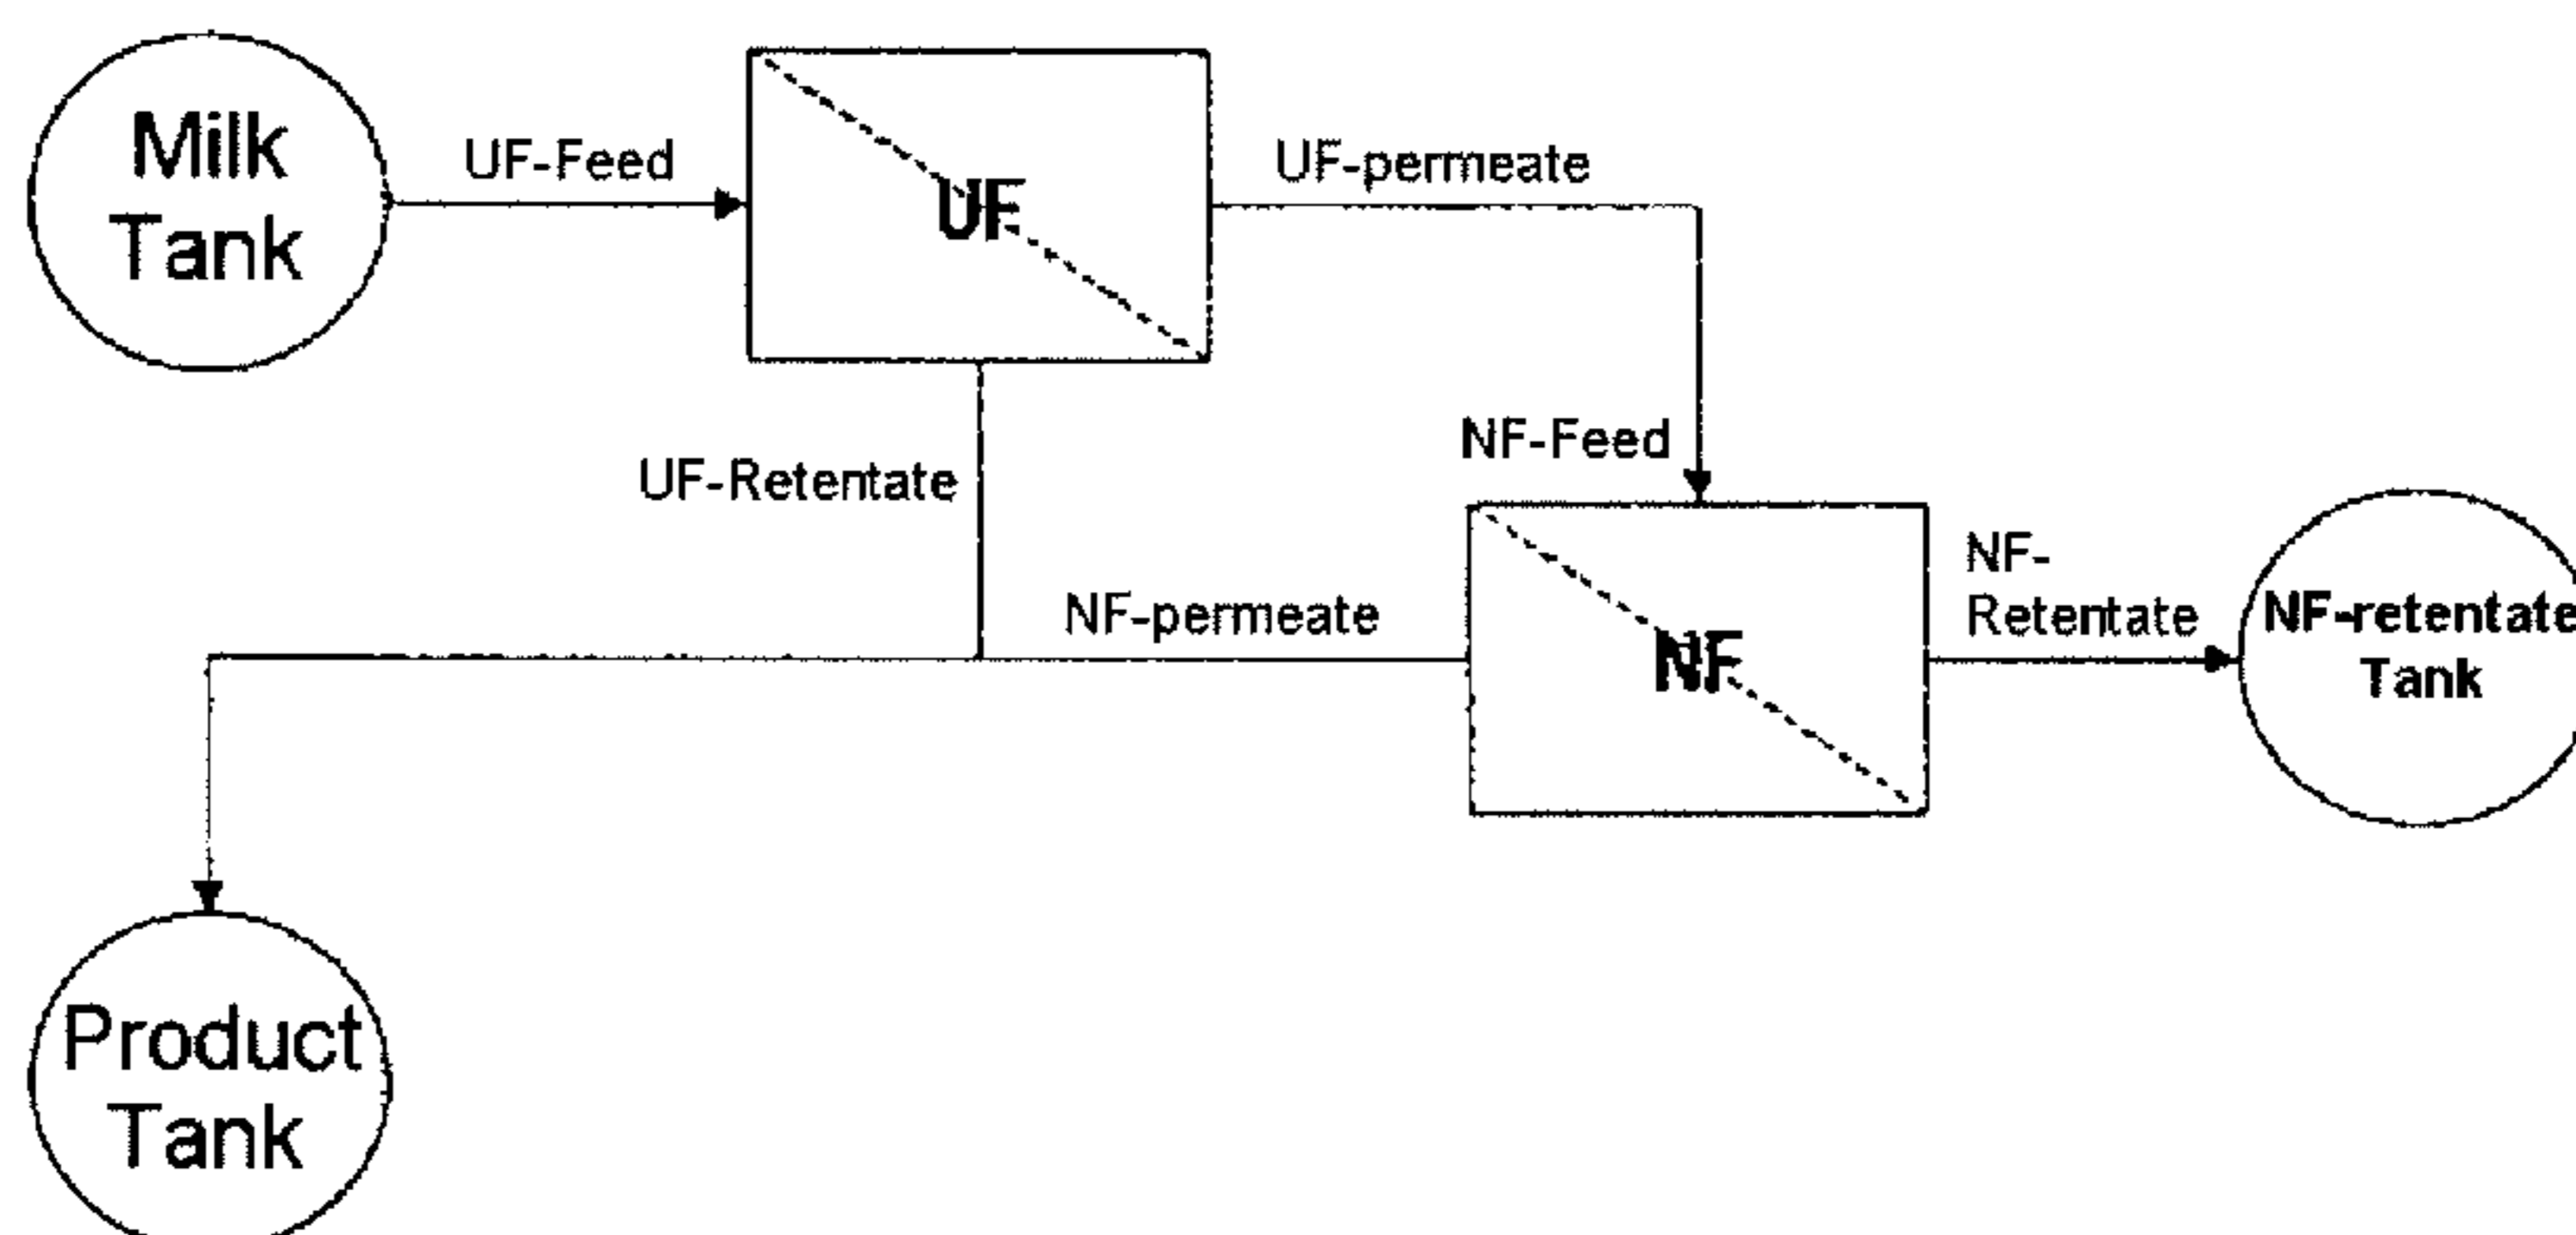 Milk
Tank
UF-Feed
UF
UF-permeate
UF-Retentate
NF-Feed
NF-permeate
NF
NF-
Retentate
NF-retentate
Tank
Product
Tank